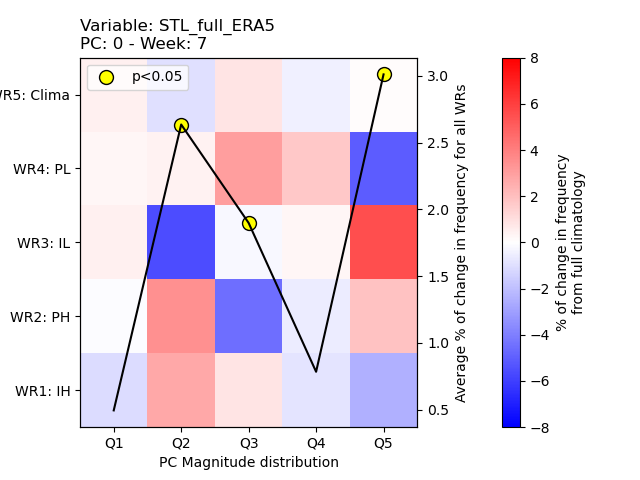 Variable: STL_full_ERA5
PC: 0 - Week: 7
p<0.05
WR5: Clima
WR4: PL
WR3: IL
WR2: PH
WR1: IH
Q1 Q2 Q3 Q4 Q5
PC Magnitude distribution
3.0
2.5
2.0
1.5
1.0
0.5
Average % of change in frequency for all WRs
8
6
4
2
0
−2
−4
−6
−8
% of change in frequency
from full climatology